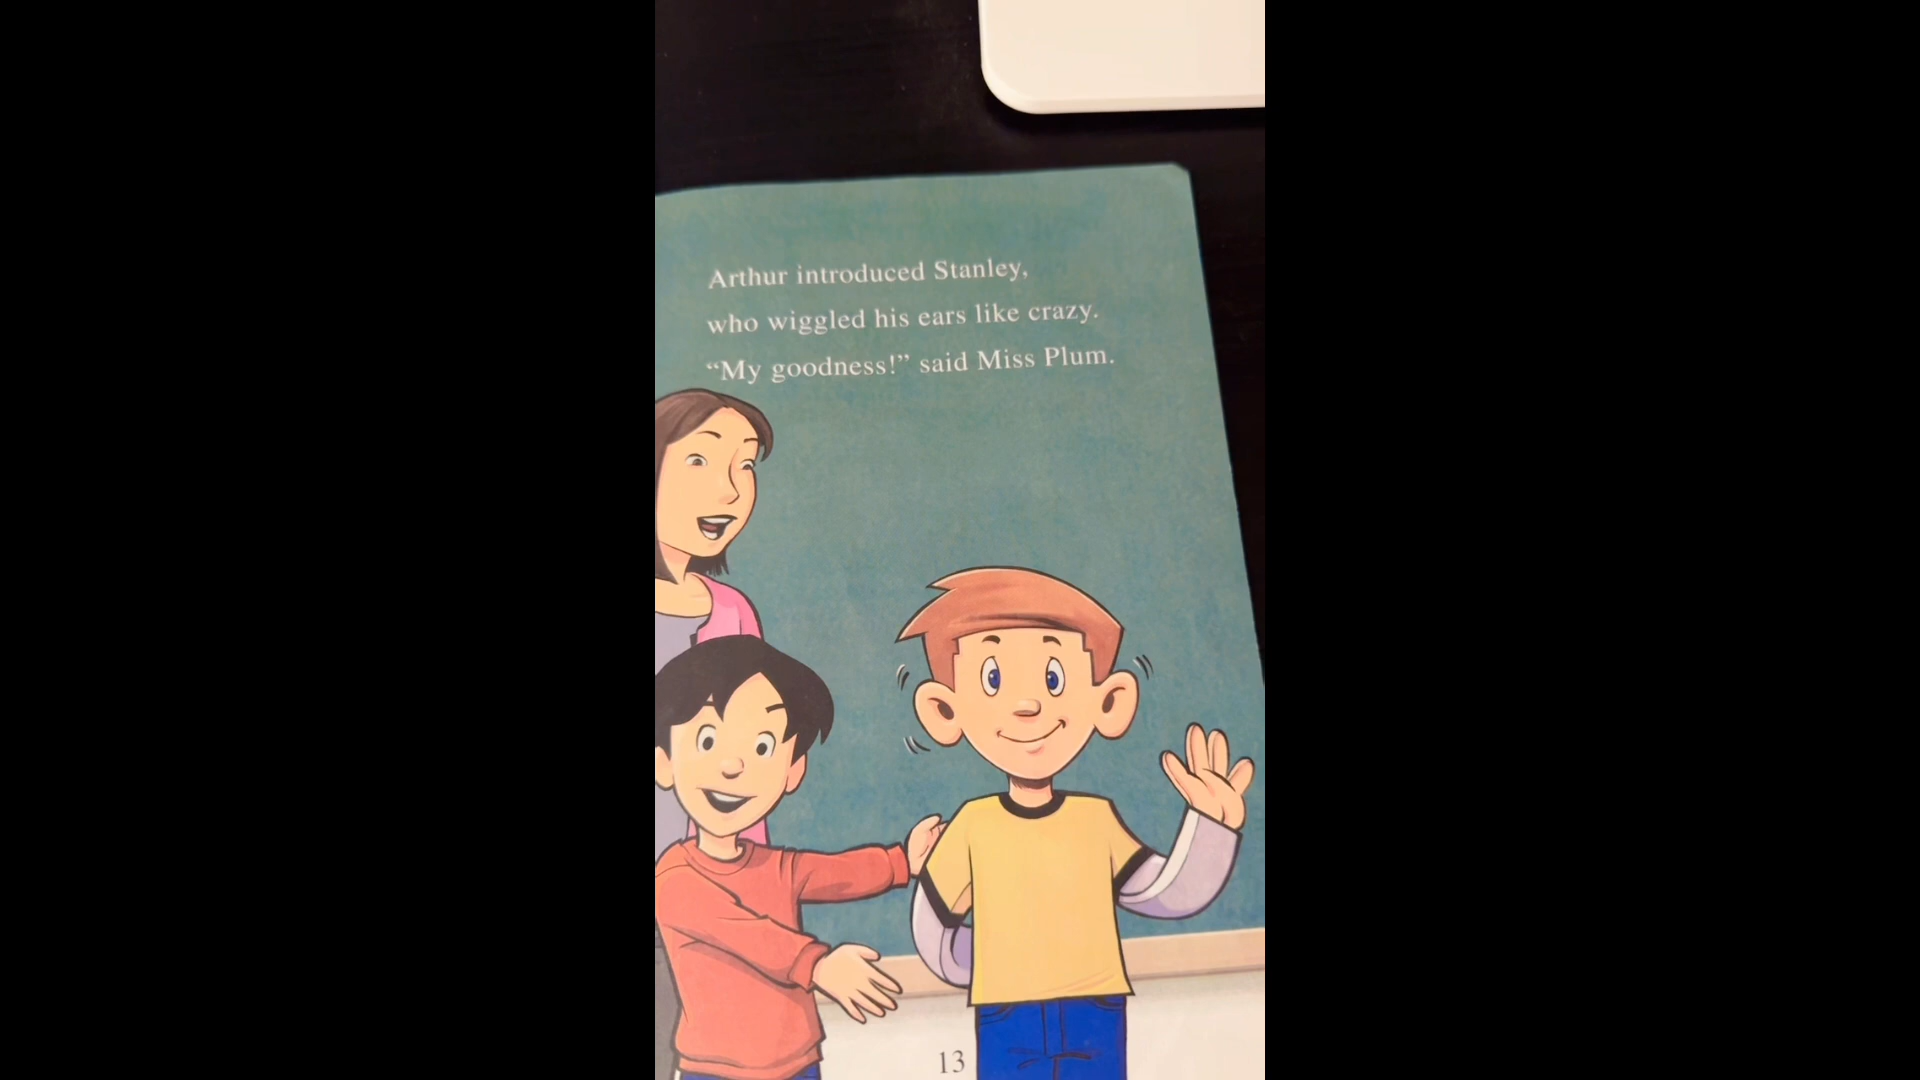 Arthur introduced Stanley,
who wiggled his ears like crazy.
“My goodness!” said Miss Plum.
13